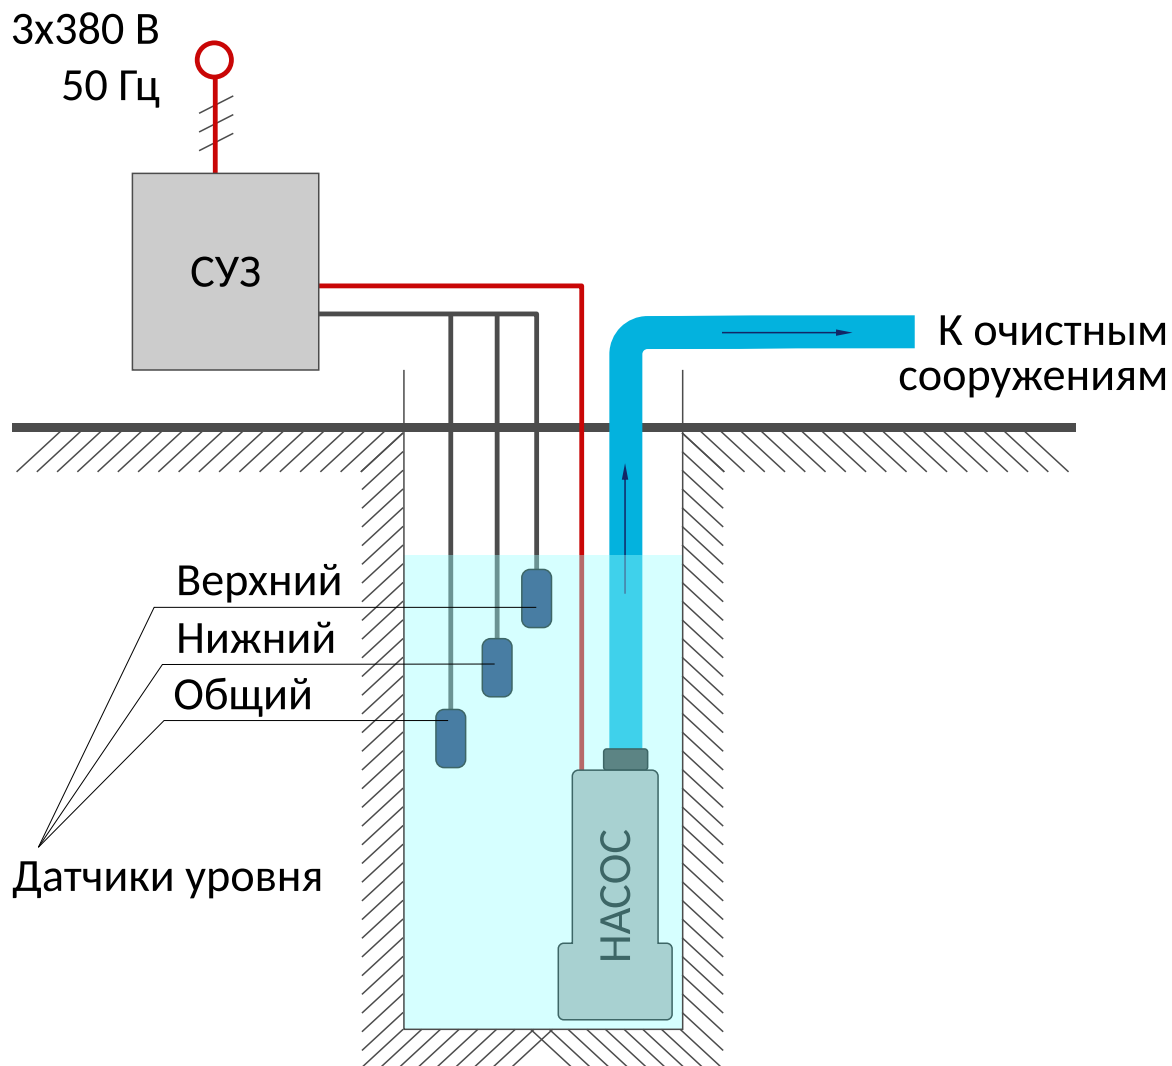 3х380 В
50 Гц
СУЗ
К очистным
сооружениям
Верхний
Нижний
Общий
Датчики уровня
НАСОС